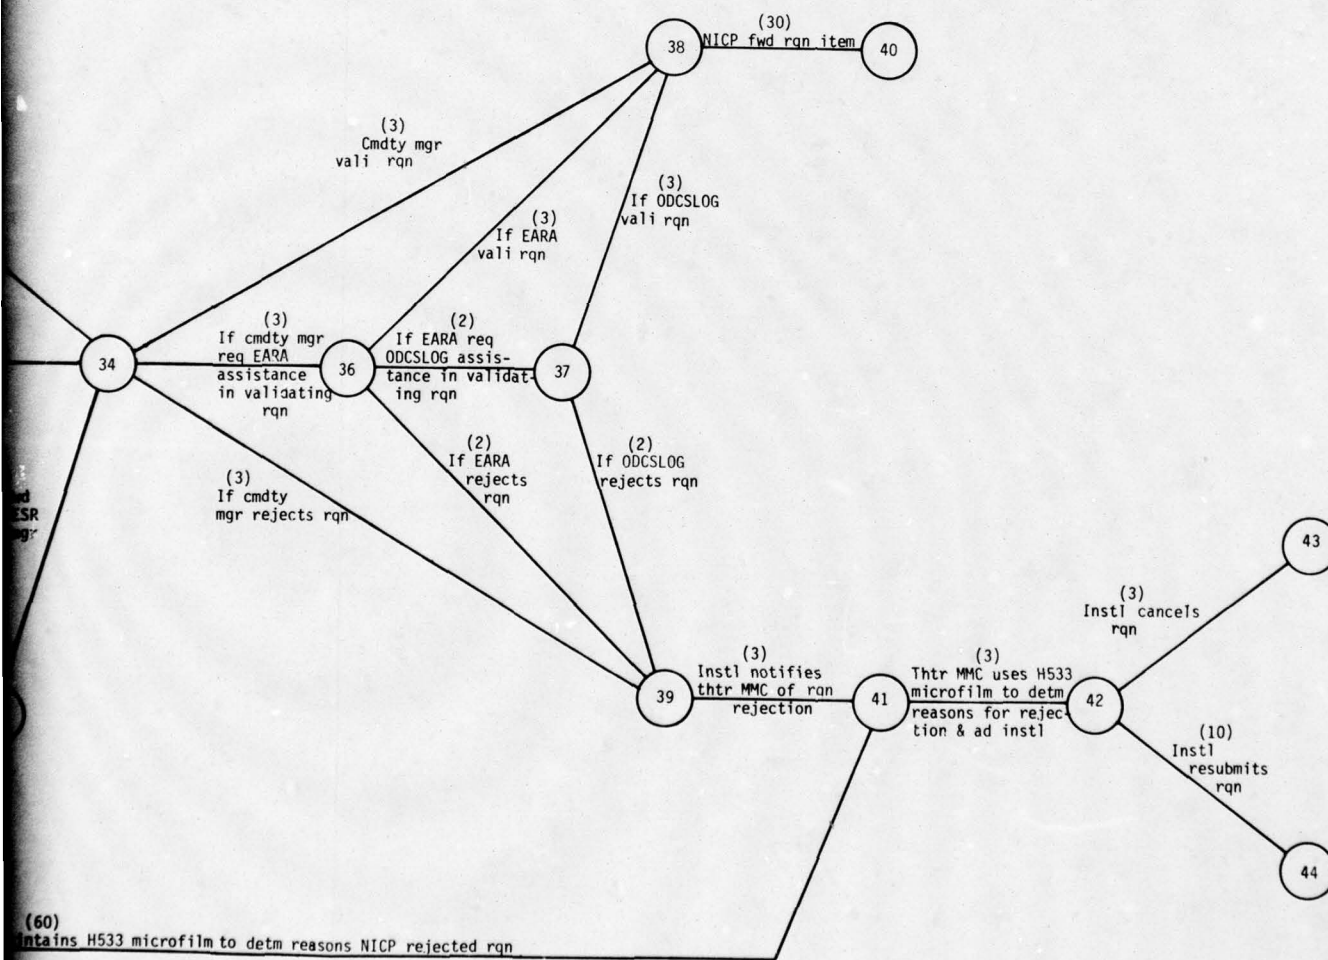 38
(30)
NICP fwd rqn item
40
(3)
Cmdty mgr
vali rqn
(3)
If EARA
vali rqn
(3)
If ODCSLOG
vali rqn
34
(3)
If cmdty mgr
req EARA
assistance
in validating
rqn
36
(2)
If EARA req
ODCSLOG assis-
tance in validat-
ing rqn
37
(3)
If cmdty
mgr rejects rqn
(2)
If EARA
rejects
rqn
(2)
If ODCSLOG
rejects rqn
ESR
39
(3)
Instl notifies
thtr MMC of rqn
rejection
41
(3)
Thtr MMC uses H533
microfilm to detm
reasons for rejec-
tion & ad instl
42
(3)
Instl cancels
rqn
43
(10)
Instl
resubmits
rqn
44
(60)
intains H533 microfilm to detm reasons NICP rejected rqn